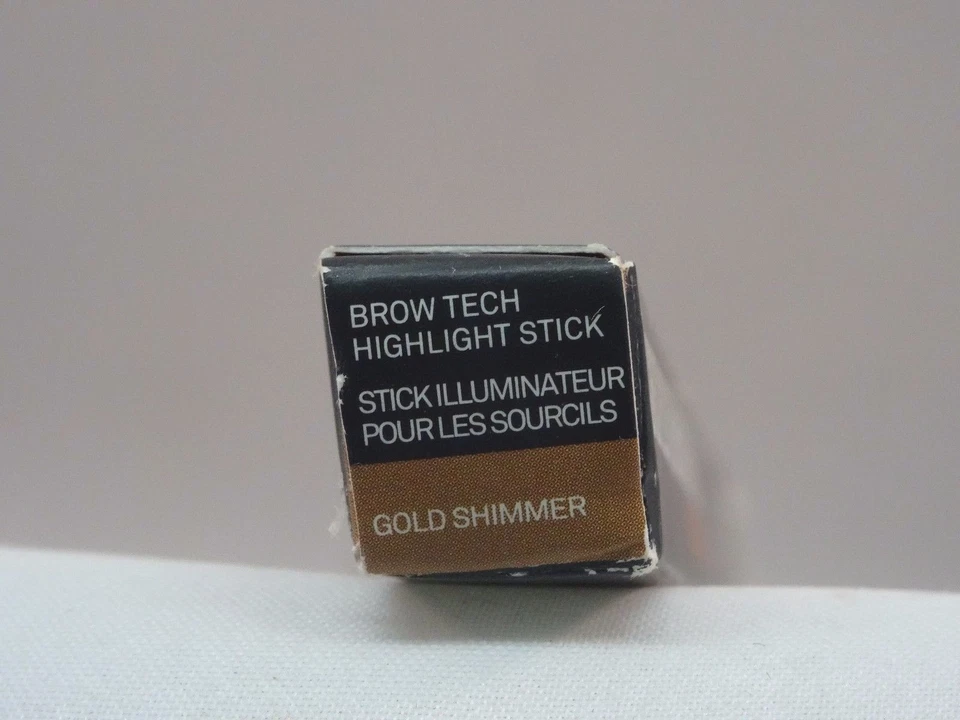 BROW TECH
HIGHLIGHT STICK
STICK ILLUMINATEUR
POUR LES SOURCILS
GOLD SHIMMER